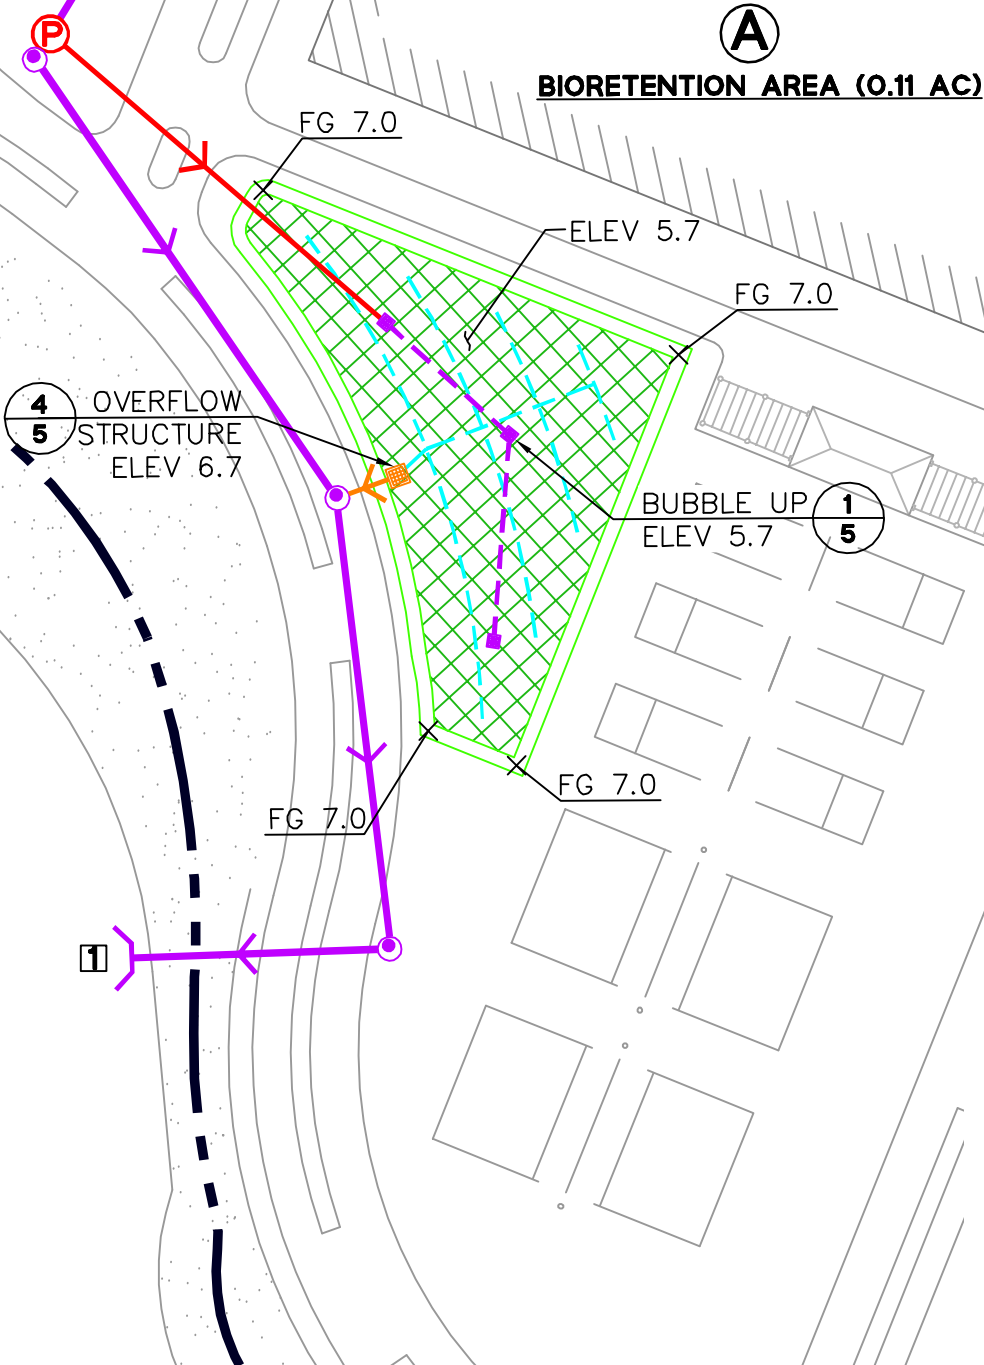 A
BIORETENTION AREA (0.11 AC)
P
FG 7.0
ELEV 5.7
FG 7.0
4
5
OVERFLOW
STRUCTURE
ELEV 6.7
BUBBLE UP
ELEV 5.7
1
5
FG 7.0
FG 7.0
1